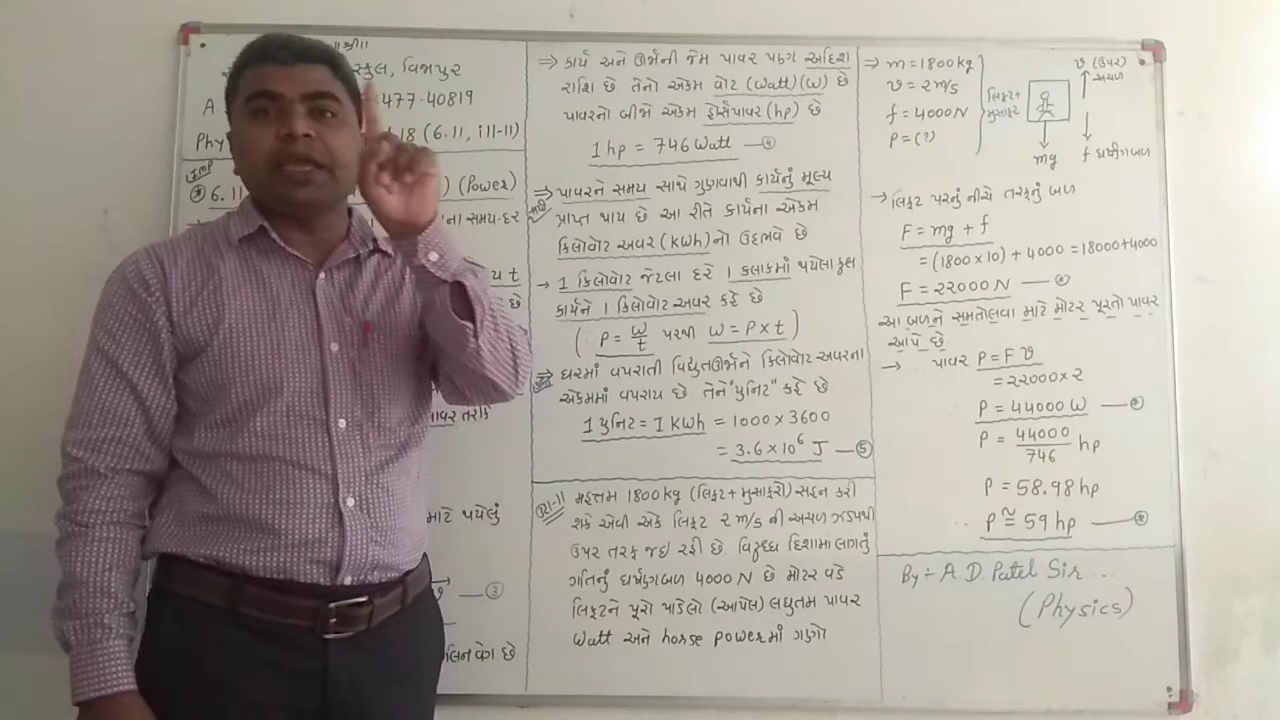 ॥શ્રી॥
સ્કુલ, વિજાપુર
A.
477-40819
Phy
18 (6.11, ill-11)
Imp
6.11
(Power)
ના સમય-દર
t
છે
પાવર તરીકે
માટે થયેલું
③
વેગ છે
⇒ કાર્ય અને ઊર્જાની જેમ પાવર પણ અદિશ
રાશિ છે. તેનો એકમ વોટ (Watt)(W) છે
પાવરનો બીજો એકમ હોર્સપાવર (hp) છે
1 hp = 746 Watt — ④
⇒ પાવરને સમય સાથે ગુણવાથી કાર્યનું મૂલ્ય
પ્રાપ્ત થાય છે આ રીતે કાર્યના એકમ
કિલોવોટ અવર (kWh) નો ઉદ્દભવે છે
→ 1 કિલોવોટ જેટલા દરે 1 કલાકમાં થયેલા કુલ
કાર્યને 1 કિલોવોટ અવર કહે છે
( P = W/t પરથી W = P × t )
⇒ ઘરમાં વપરાતી વિદ્યુતઊર્જાને કિલોવોટ અવરના
એકમમાં વપરાય છે તેને "યુનિટ" કહે છે
1 યુનિટ = 1 kWh = 1000 × 3600
= 3.6 × 10⁶ J — ⑤
ઉદા-11 મહત્તમ 1800 kg (લિફ્ટ + મુસાફરો) સહન કરી
શકે એવી એક લિફ્ટ 2 m/s ની અચળ ઝડપથી
ઉપર તરફ જઇ રહી છે. વિરુધ્ધ દિશામા લાગતું
ગતિનું ઘર્ષણબળ 4000 N છે મોટર વડે
લિફ્ટને પૂરો પાડેલો (આપેલ) લઘુતમ પાવર
Watt અને horse power માં ગણો
⇒ m = 1800 kg
v = 2 m/s
f = 4000 N
P = (?)
લિફ્ટ +
મુસાફર
v (ઉપર)
અચળ
mg
f ઘર્ષણબળ
→ લિફ્ટ પરનું નીચે તરફનું બળ
F = mg + f
= (1800 × 10) + 4000 = 18000 + 4000
F = 22000 N —
આ બળને સમતોલવા માટે મોટર પૂરતો પાવર
આપે છે
→ પાવર P = F v
= 22000 × 2
P = 44000 W —
P = 44000/746 hp
P = 58.98 hp
P ≅ 59 hp —
By :- A D Patel Sir ...
(Physics)